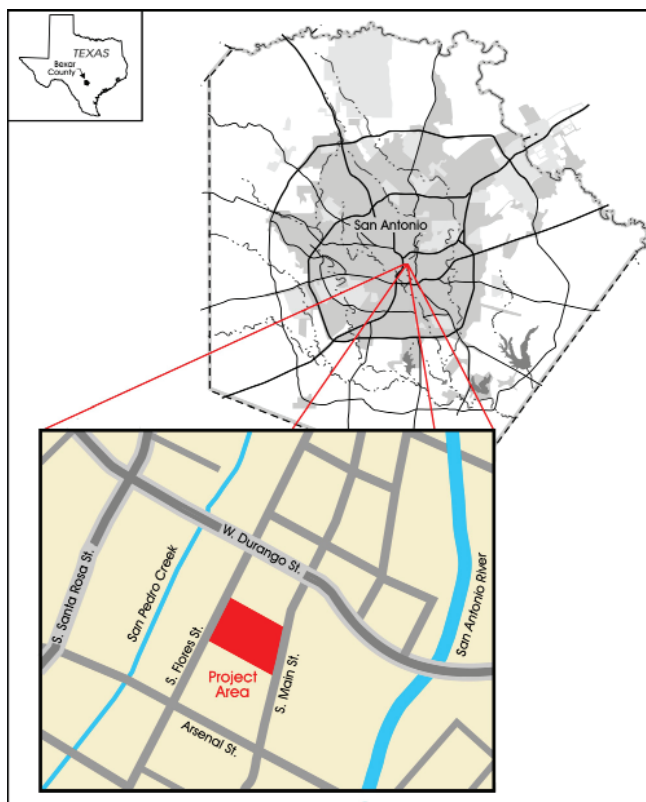 TEXAS
Bexar
County
San Antonio
W. Durango St.
S. Santa Rosa St.
San Pedro Creek
S. Flores St.
Project
Area
S. Main St.
San Antonio River
Arsenal St.